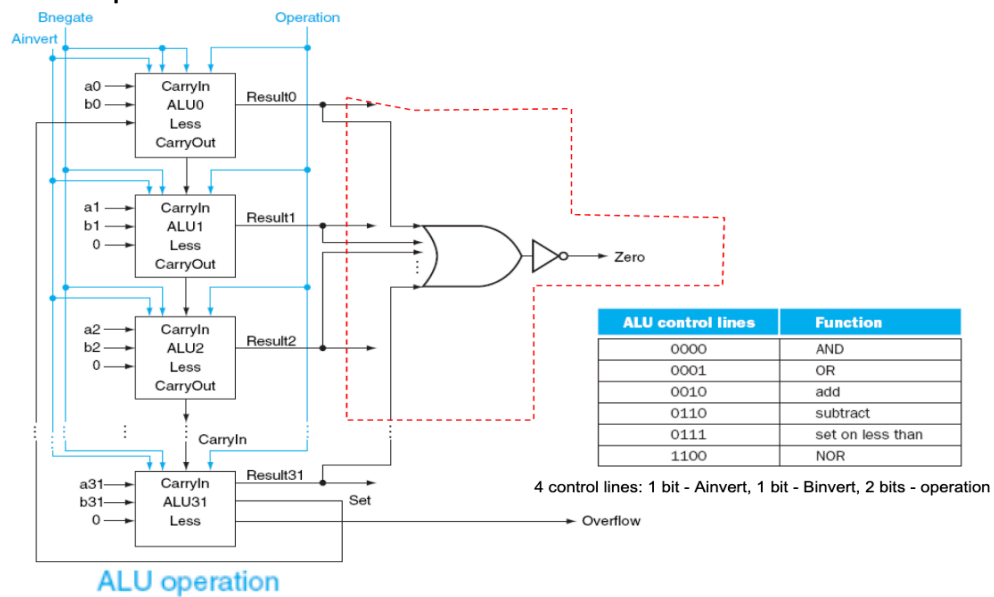 Bnegate
Operation
Ainvert
a0
b0
CarryIn
ALU0
Less
CarryOut
Result0
a1
b1
0
CarryIn
ALU1
Less
CarryOut
Result1
Zero
a2
b2
0
CarryIn
ALU2
Less
CarryOut
Result2
ALU control lines Function
0000 AND
0001 OR
0010 add
0110 subtract
0111 set on less than
1100 NOR
4 control lines: 1 bit - Ainvert, 1 bit - Binvert, 2 bits - operation
CarryIn
a31
b31
0
CarryIn
ALU31
Less
Result31
Set
Overflow
ALU operation